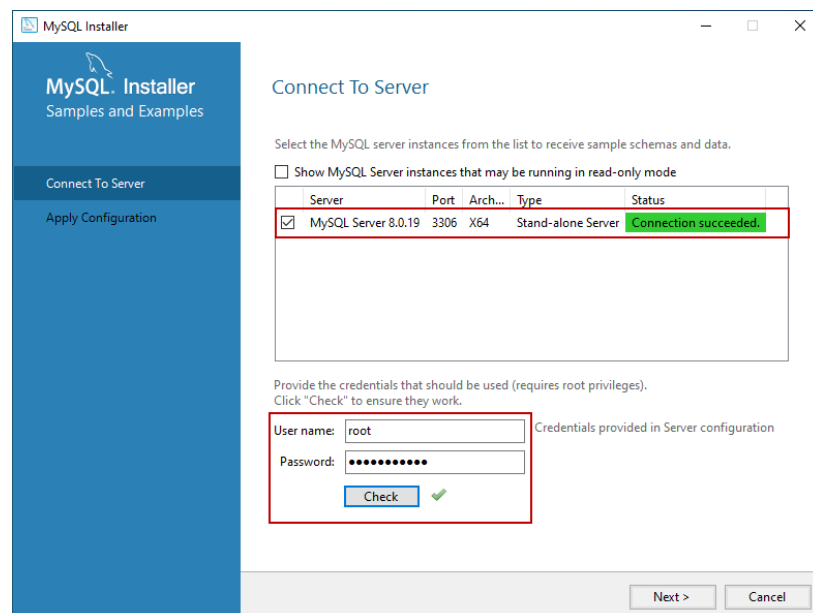 MySQL Installer
MySQL. Installer
Samples and Examples
Connect To Server
Apply Configuration
Connect To Server
Select the MySQL server instances from the list to receive sample schemas and data.
Show MySQL Server instances that may be running in read-only mode
Server Port Arch... Type Status
MySQL Server 8.0.19 3306 X64 Stand-alone Server Connection succeeded.
Provide the credentials that should be used (requires root privileges).
Click "Check" to ensure they work.
User name: root Credentials provided in Server configuration
Password: ●●●●●●●●●●●
Check
Next > Cancel